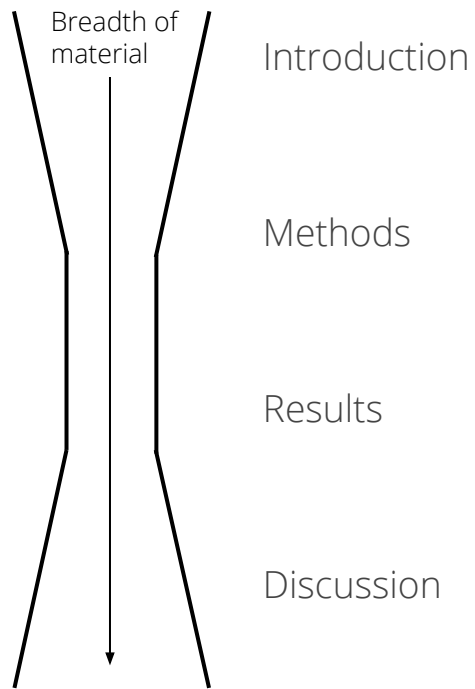 Breadth of
material
Introduction
Methods
Results
Discussion